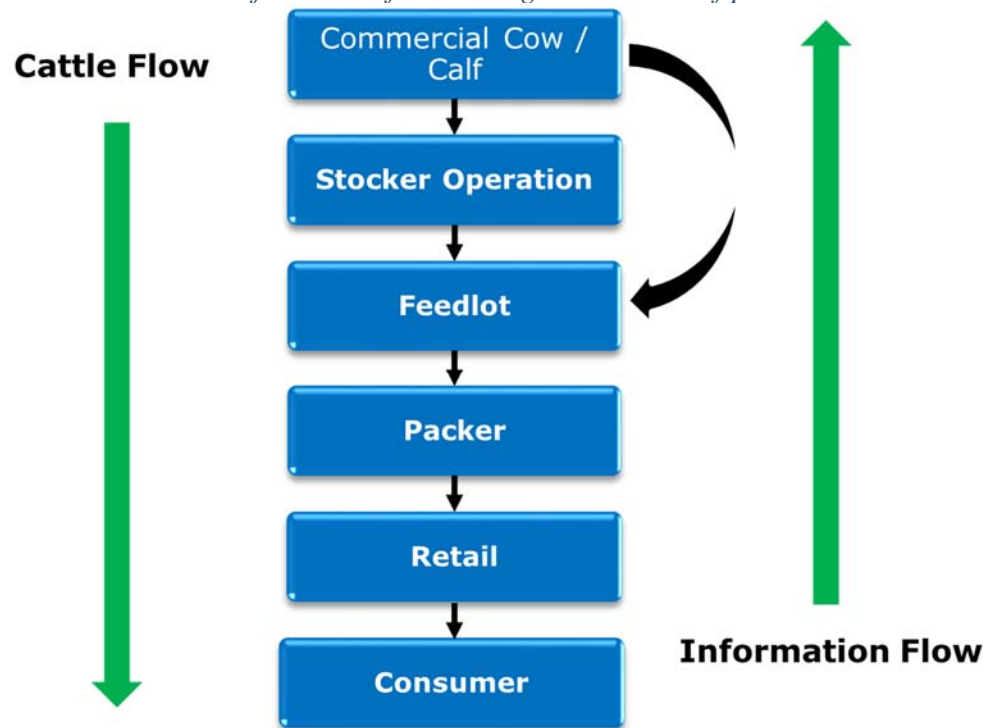 Commercial Cow /
Calf
Cattle Flow
Stocker Operation
Feedlot
Packer
Retail
Information Flow
Consumer